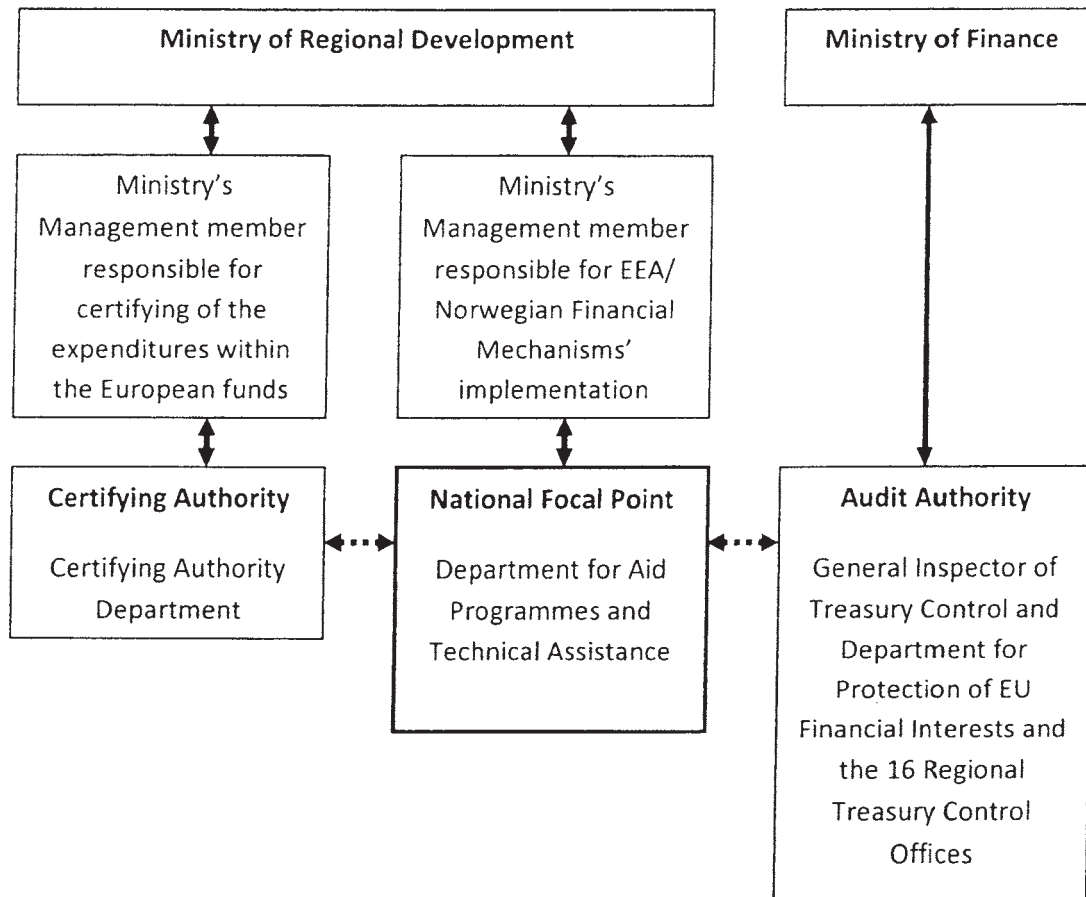 Ministry of Regional Development
Ministry of Finance
Ministry's
Management member
responsible for
certifying of the
expenditures within
the European funds
Ministry's
Management member
responsible for EEA/
Norwegian Financial
Mechanisms'
implementation
Certifying Authority
Certifying Authority
Department
National Focal Point
Department for Aid
Programmes and
Technical Assistance
Audit Authority
General Inspector of
Treasury Control and
Department for
Protection of EU
Financial Interests and
the 16 Regional
Treasury Control
Offices